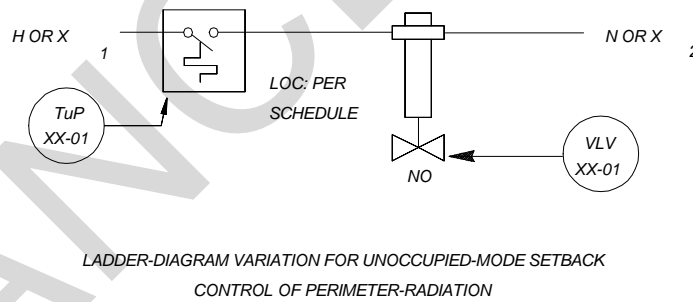 H OR X
1
N OR X
2
LOC: PER
SCHEDULE
TuP
XX-01
VLV
XX-01
NO
LADDER-DIAGRAM VARIATION FOR UNOCCUPIED-MODE SETBACK
CONTROL OF PERIMETER-RADIATION